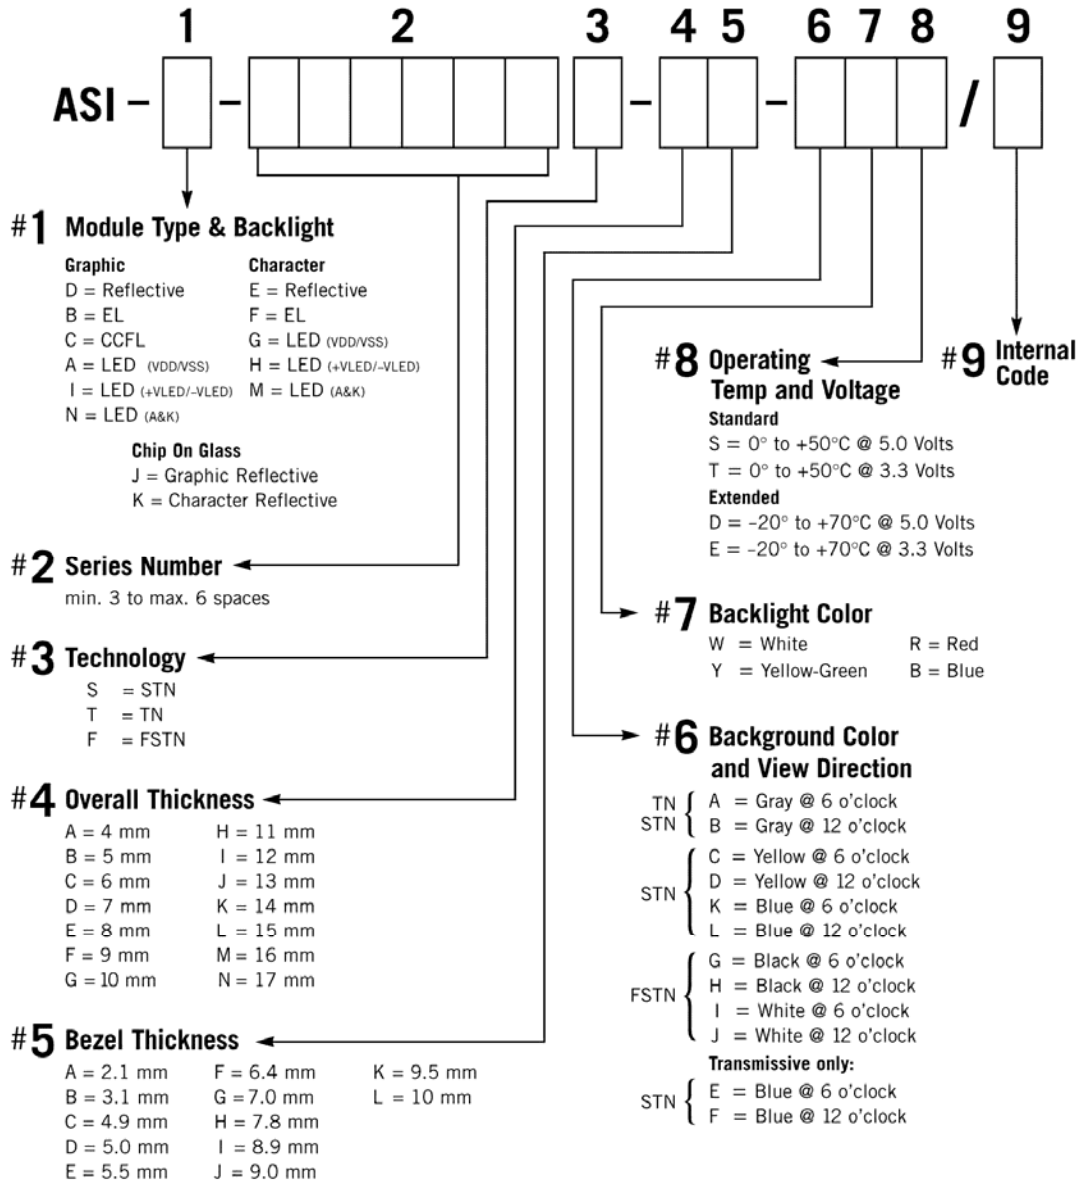 1 2 3 4 5 6 7 8 9
ASI – – – – /
#1 Module Type & Backlight
Graphic Character
D = Reflective E = Reflective
B = EL F = EL
C = CCFL G = LED (VDD/VSS)
A = LED (VDD/VSS) H = LED (+VLED/–VLED)
I = LED (+VLED/–VLED) M = LED (A&K)
N = LED (A&K)
Chip On Glass
J = Graphic Reflective
K = Character Reflective
#2 Series Number
min. 3 to max. 6 spaces
#3 Technology
S = STN
T = TN
F = FSTN
#4 Overall Thickness
A = 4 mm H = 11 mm
B = 5 mm I = 12 mm
C = 6 mm J = 13 mm
D = 7 mm K = 14 mm
E = 8 mm L = 15 mm
F = 9 mm M = 16 mm
G = 10 mm N = 17 mm
#5 Bezel Thickness
A = 2.1 mm F = 6.4 mm K = 9.5 mm
B = 3.1 mm G = 7.0 mm L = 10 mm
C = 4.9 mm H = 7.8 mm
D = 5.0 mm I = 8.9 mm
E = 5.5 mm J = 9.0 mm
#8 Operating
Temp and Voltage
Standard
S = 0° to +50°C @ 5.0 Volts
T = 0° to +50°C @ 3.3 Volts
Extended
D = –20° to +70°C @ 5.0 Volts
E = –20° to +70°C @ 3.3 Volts
#9 Internal
Code
#7 Backlight Color
W = White R = Red
Y = Yellow-Green B = Blue
#6 Background Color
and View Direction
TN A = Gray @ 6 o'clock
STN B = Gray @ 12 o'clock
C = Yellow @ 6 o'clock
STN D = Yellow @ 12 o'clock
K = Blue @ 6 o'clock
L = Blue @ 12 o'clock
G = Black @ 6 o'clock
FSTN H = Black @ 12 o'clock
I = White @ 6 o'clock
J = White @ 12 o'clock
Transmissive only:
STN E = Blue @ 6 o'clock
F = Blue @ 12 o'clock